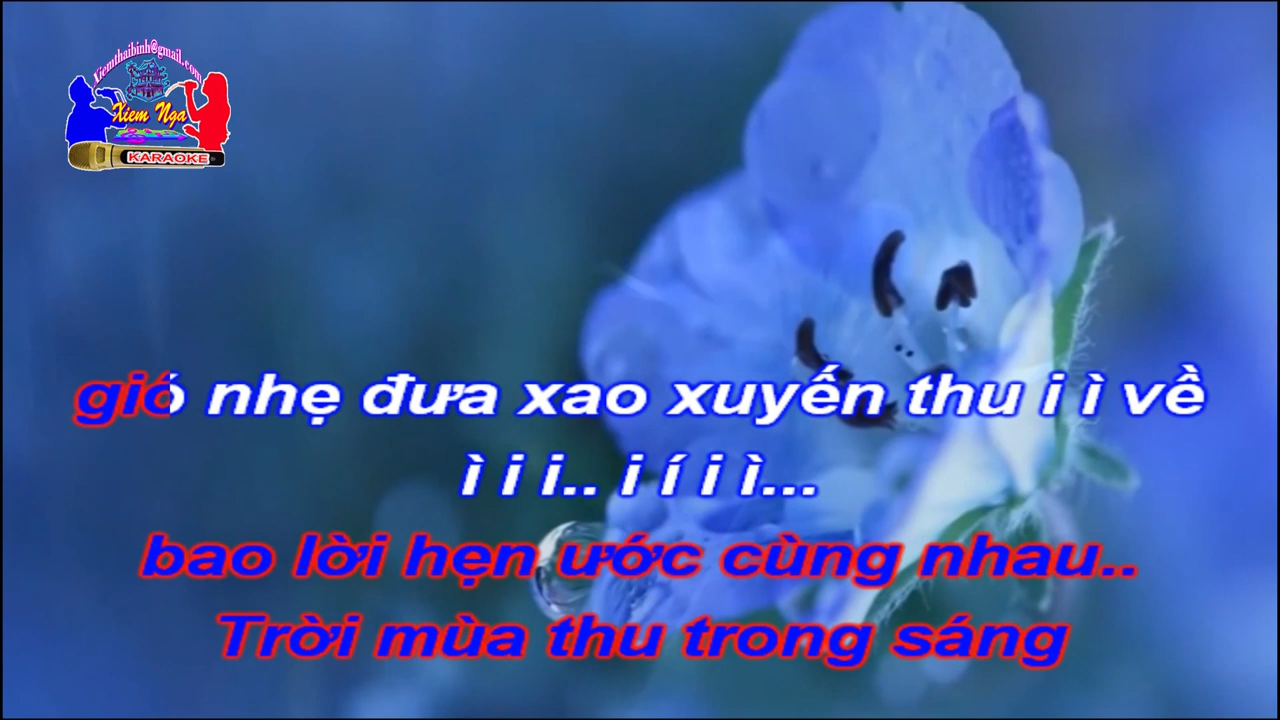 Xiemthaibinh@gmail.com
Xiem Nga
KARAOKE
gió nhẹ đưa xao xuyến thu i ì về
ì i i.. i í i ì...
bao lời hẹn ước cùng nhau..
Trời mùa thu trong sáng